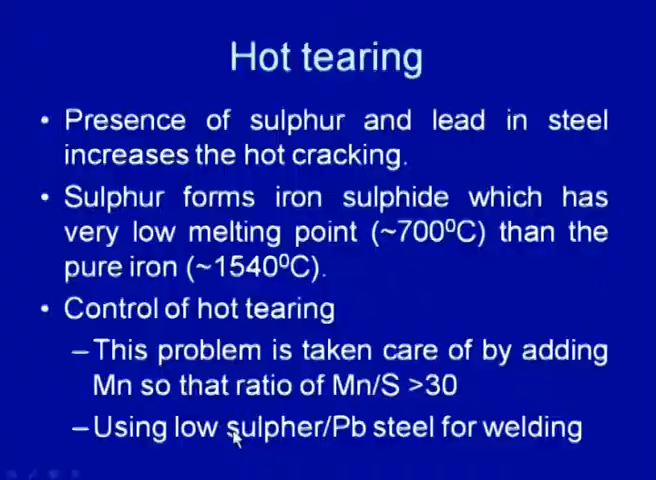 Hot tearing
• Presence of sulphur and lead in steel
increases the hot cracking.
• Sulphur forms iron sulphide which has
very low melting point (~700⁰C) than the
pure iron (~1540⁰C).
• Control of hot tearing
–This problem is taken care of by adding
Mn so that ratio of Mn/S >30
–Using low sulpher/Pb steel for welding